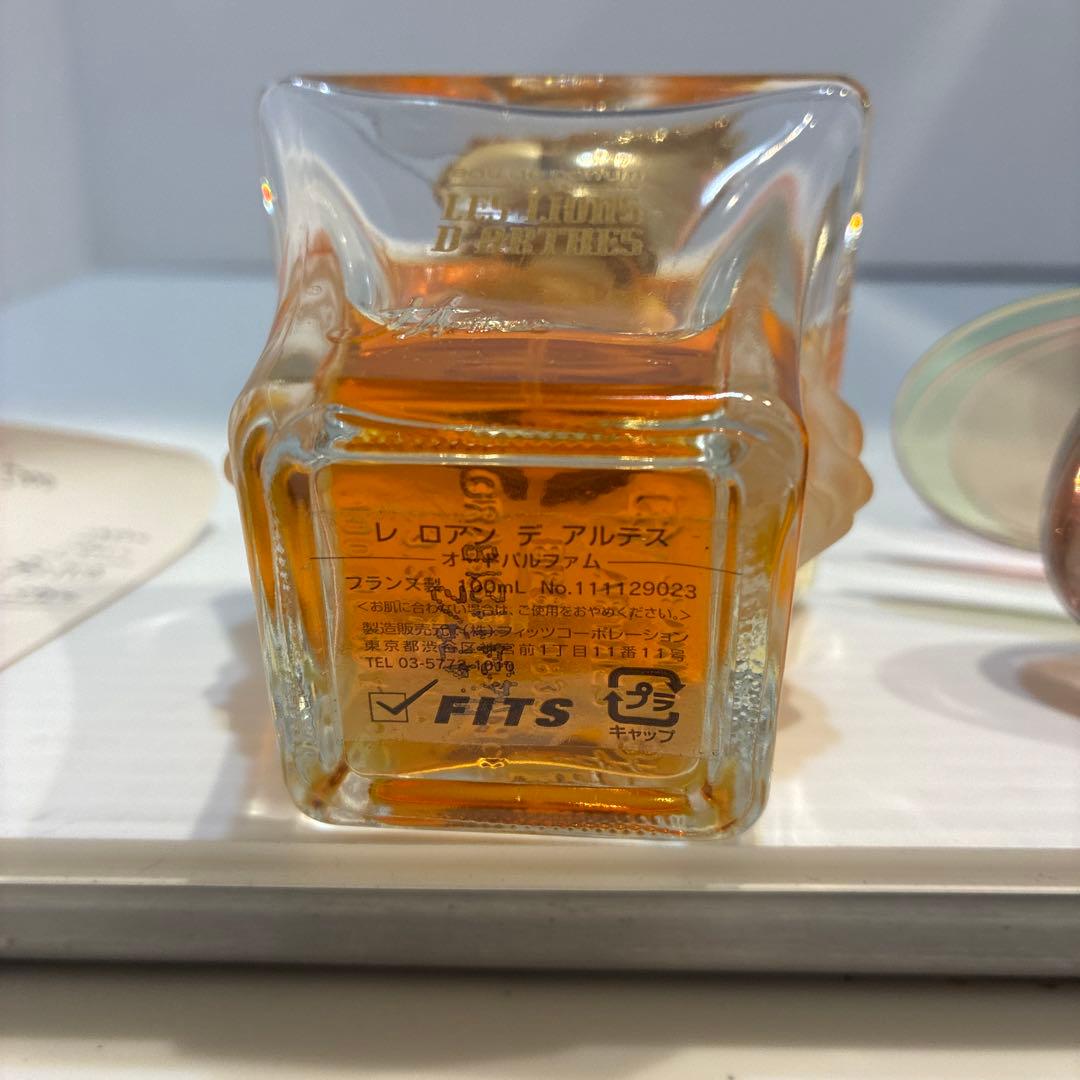 LES LIONS
D'ARTHES
レ ロアン デ アルテス
オードパルファム
フランス製 100mL No.111129023
<お肌に合わない場合は、ご使用をおやめください。>
製造販売元:(株)フィッツコーポレーション
東京都渋谷区神宮前1丁目11番11号
TEL 03-5772-1010
FITS
プラ
キャップ